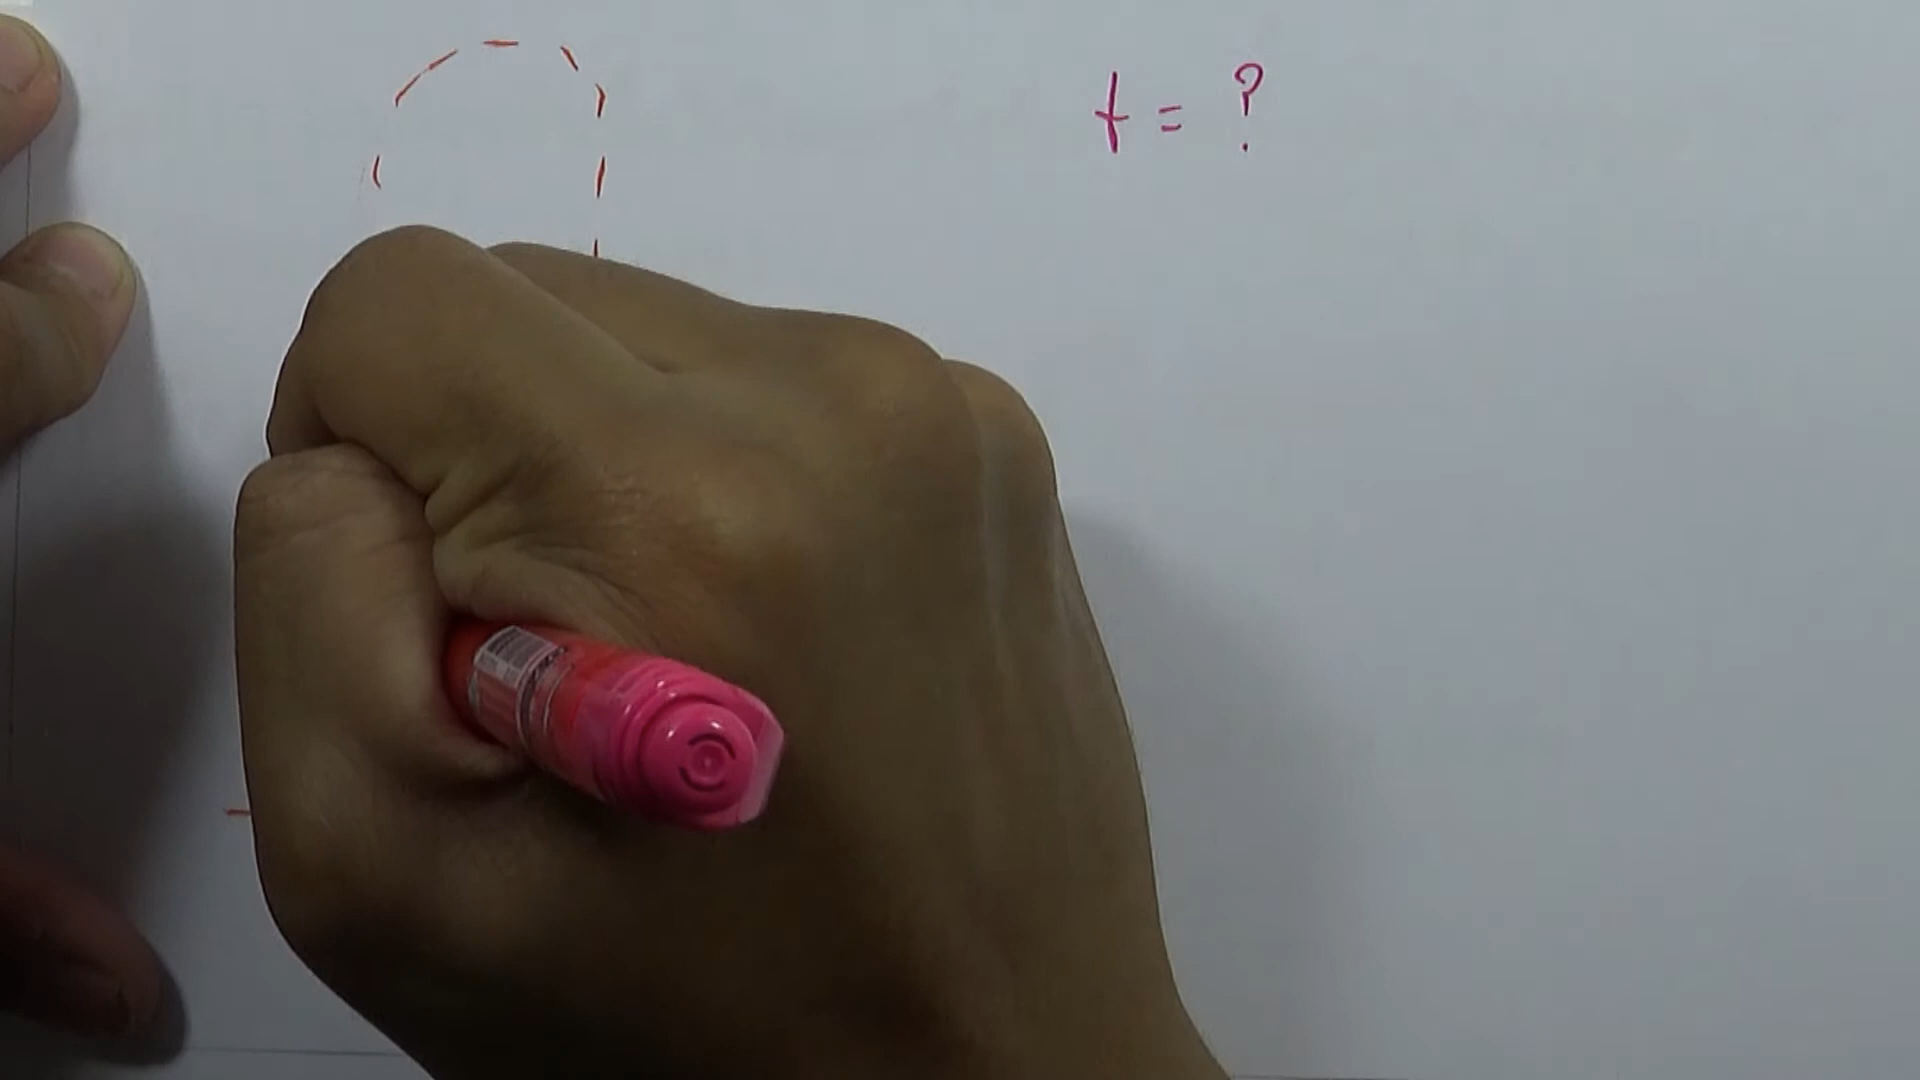 t = ?